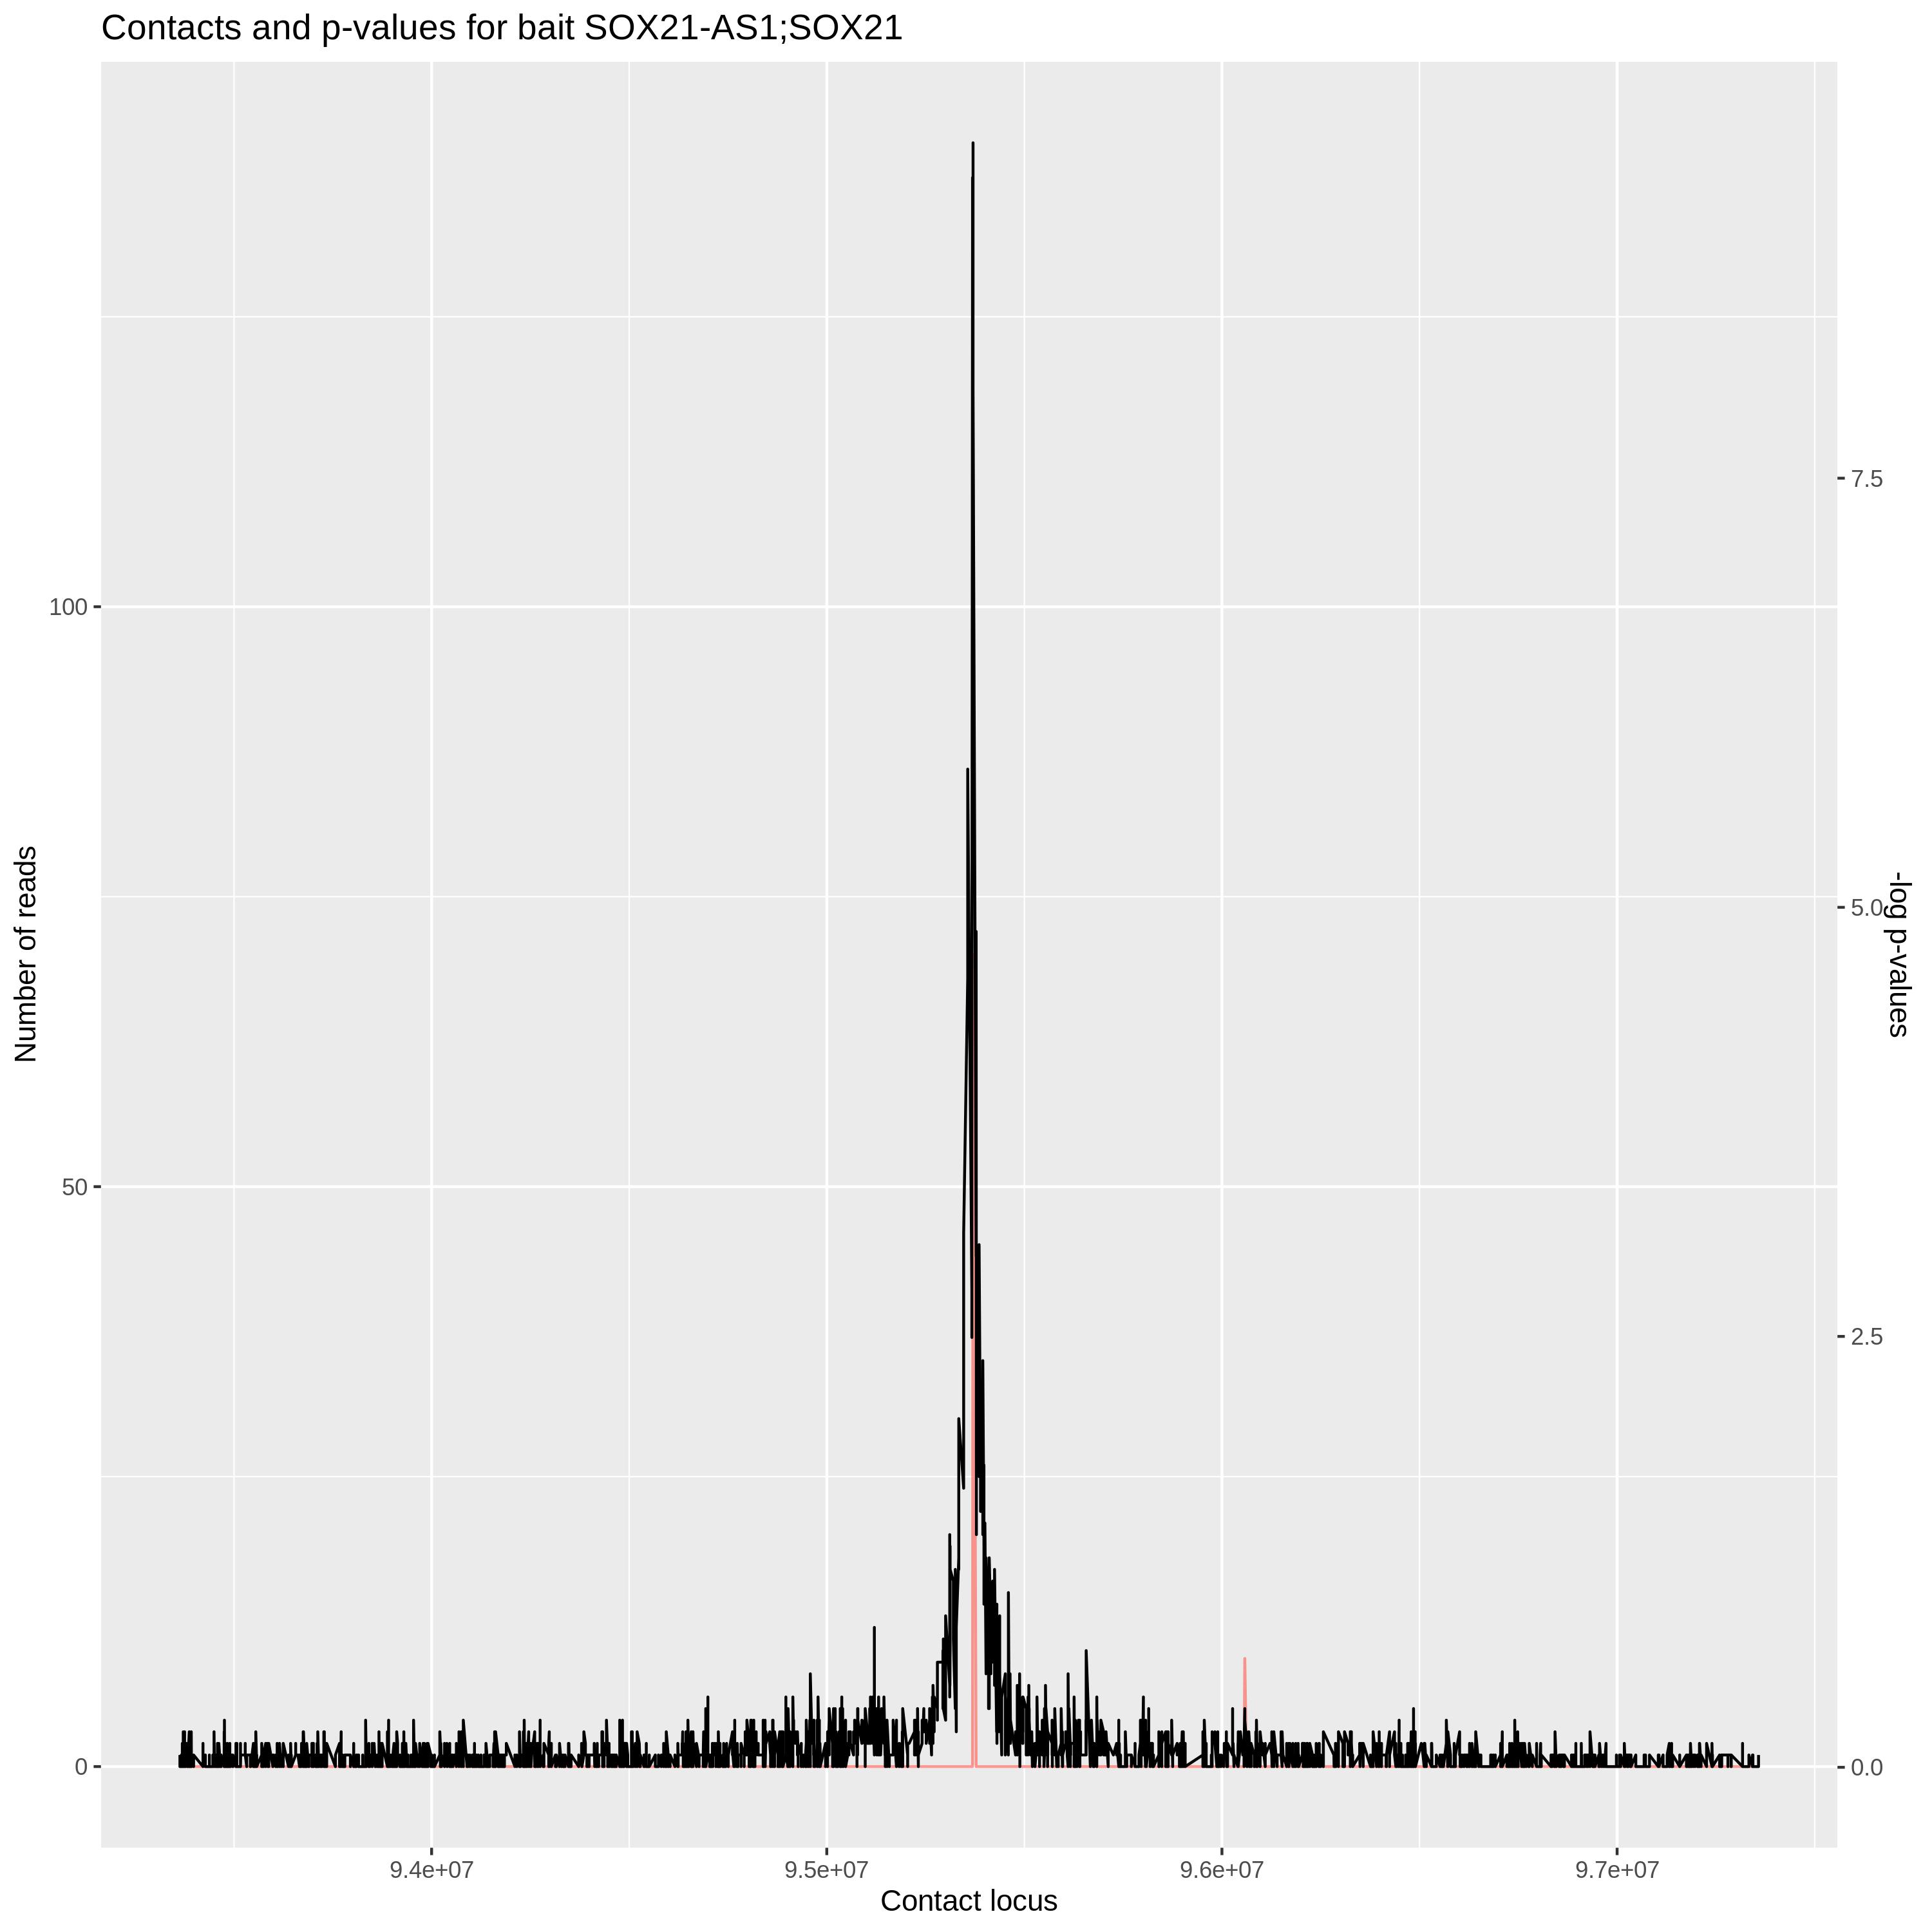 Contacts and p-values for bait SOX21-AS1;SOX21
Number of reads
100
50
0
7.5
5.0
2.5
0.0
-log p-values
9.4e+07 9.5e+07 9.6e+07 9.7e+07
Contact locus